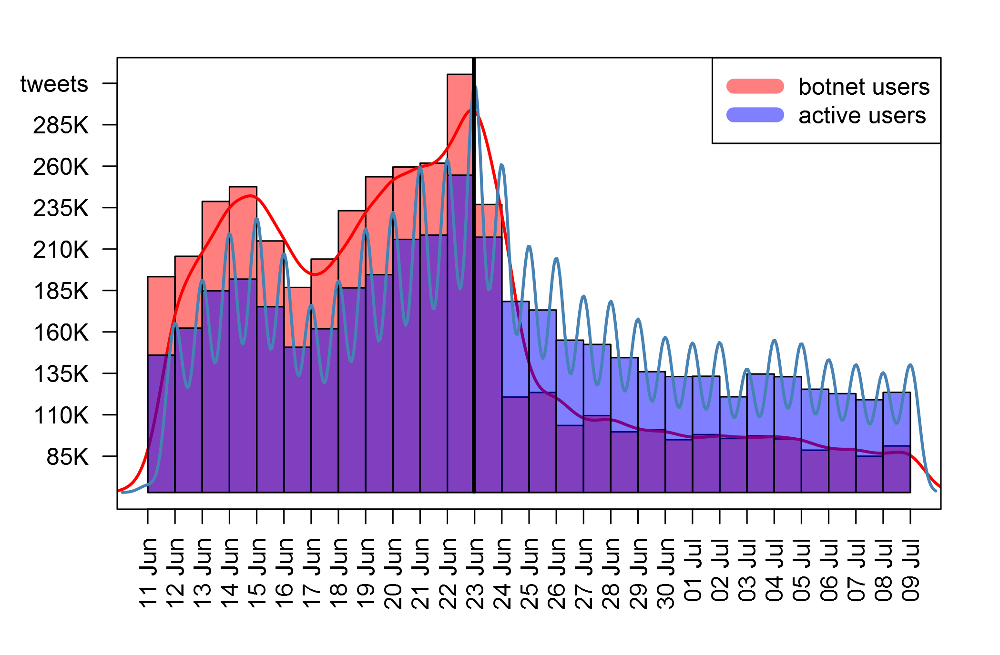 tweets
285K
260K
235K
210K
185K
160K
135K
110K
85K
botnet users
active users
11 Jun
12 Jun
13 Jun
14 Jun
15 Jun
16 Jun
17 Jun
18 Jun
19 Jun
20 Jun
21 Jun
22 Jun
23 Jun
24 Jun
25 Jun
26 Jun
27 Jun
28 Jun
29 Jun
30 Jun
01 Jul
02 Jul
03 Jul
04 Jul
05 Jul
06 Jul
07 Jul
08 Jul
09 Jul